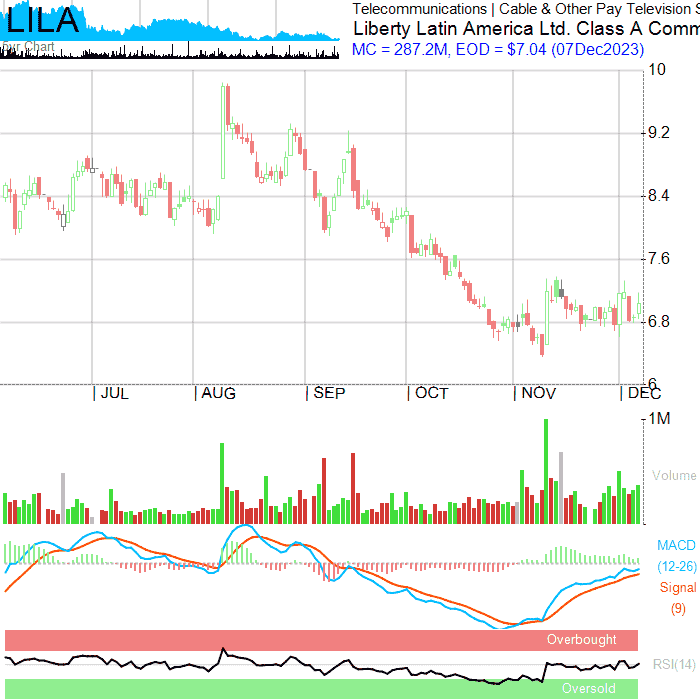 LILA
our Chart
Telecommunications | Cable & Other Pay Television S
Liberty Latin America Ltd. Class A Comm
MC = 287.2M, EOD = $7.04 (07Dec2023)
10
9.2
8.4
7.6
6.8
6
JUL AUG SEP OCT NOV DEC
1M
Volume
MACD
(12-26)
Signal
(9)
Overbought
RSI(14)
Oversold